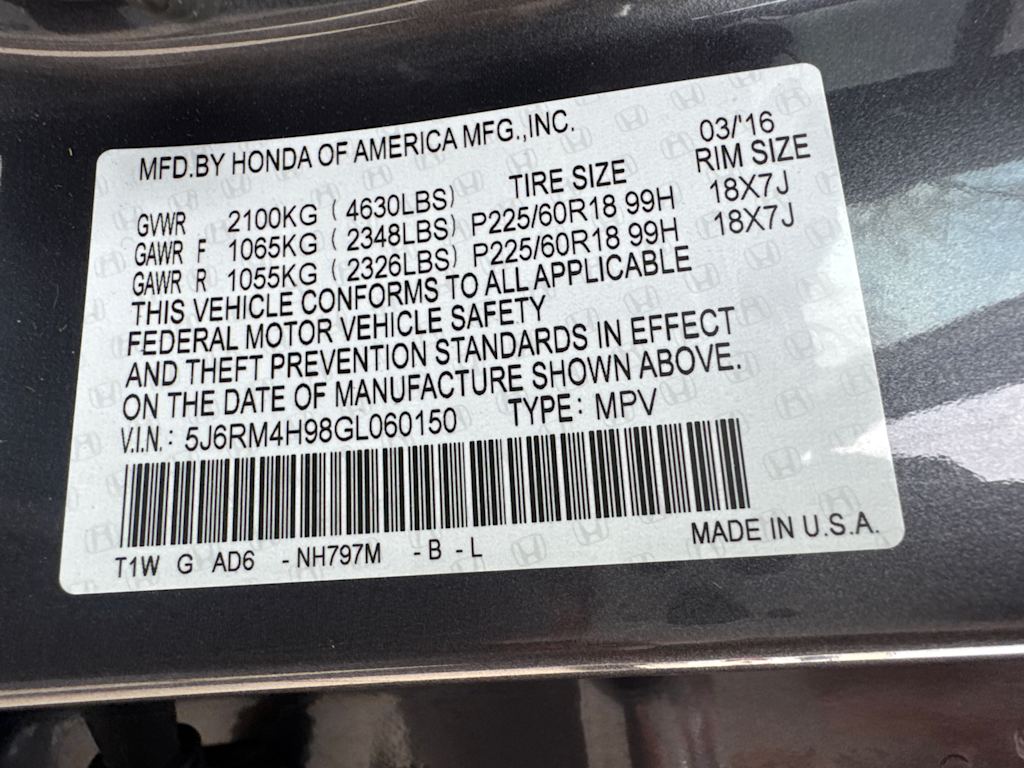 MFD.BY HONDA OF AMERICA MFG.,INC. 03/'16
TIRE SIZE RIM SIZE
GVWR 2100KG ( 4630LBS)
GAWR F 1065KG ( 2348LBS) P225/60R18 99H 18X7J
GAWR R 1055KG ( 2326LBS) P225/60R18 99H 18X7J
THIS VEHICLE CONFORMS TO ALL APPLICABLE
FEDERAL MOTOR VEHICLE SAFETY
AND THEFT PREVENTION STANDARDS IN EFFECT
ON THE DATE OF MANUFACTURE SHOWN ABOVE.
V.I.N.: 5J6RM4H98GL060150 TYPE: MPV
T1W G AD6 -NH797M -B -L MADE IN U.S.A.